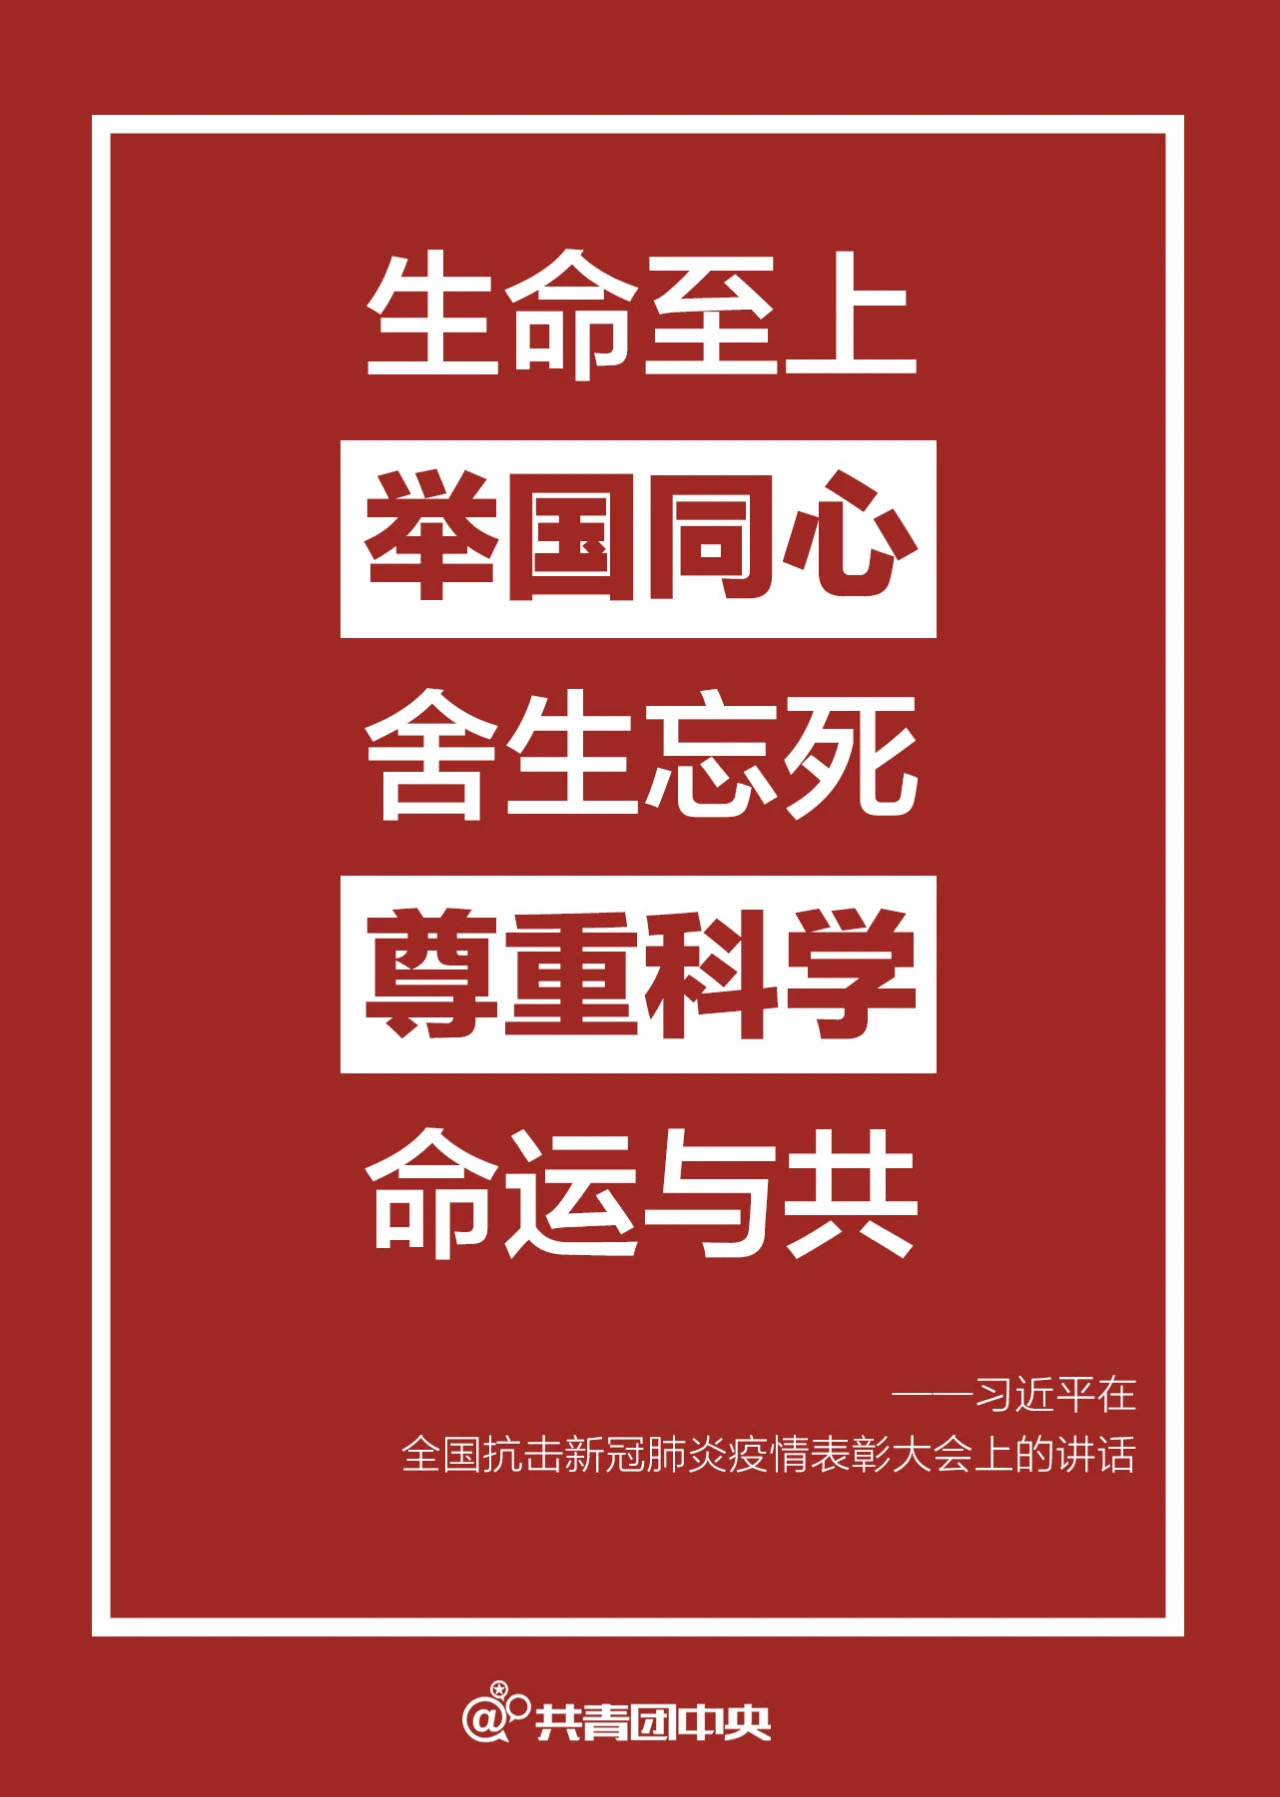 生命至上
举国同心
舍生忘死
尊重科学
命运与共
——习近平在
全国抗击新冠肺炎疫情表彰大会上的讲话
@共青团中央